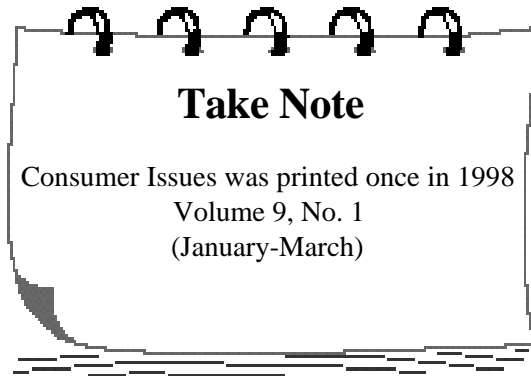 Take Note
Consumer Issues was printed once in 1998
Volume 9, No. 1
(January-March)